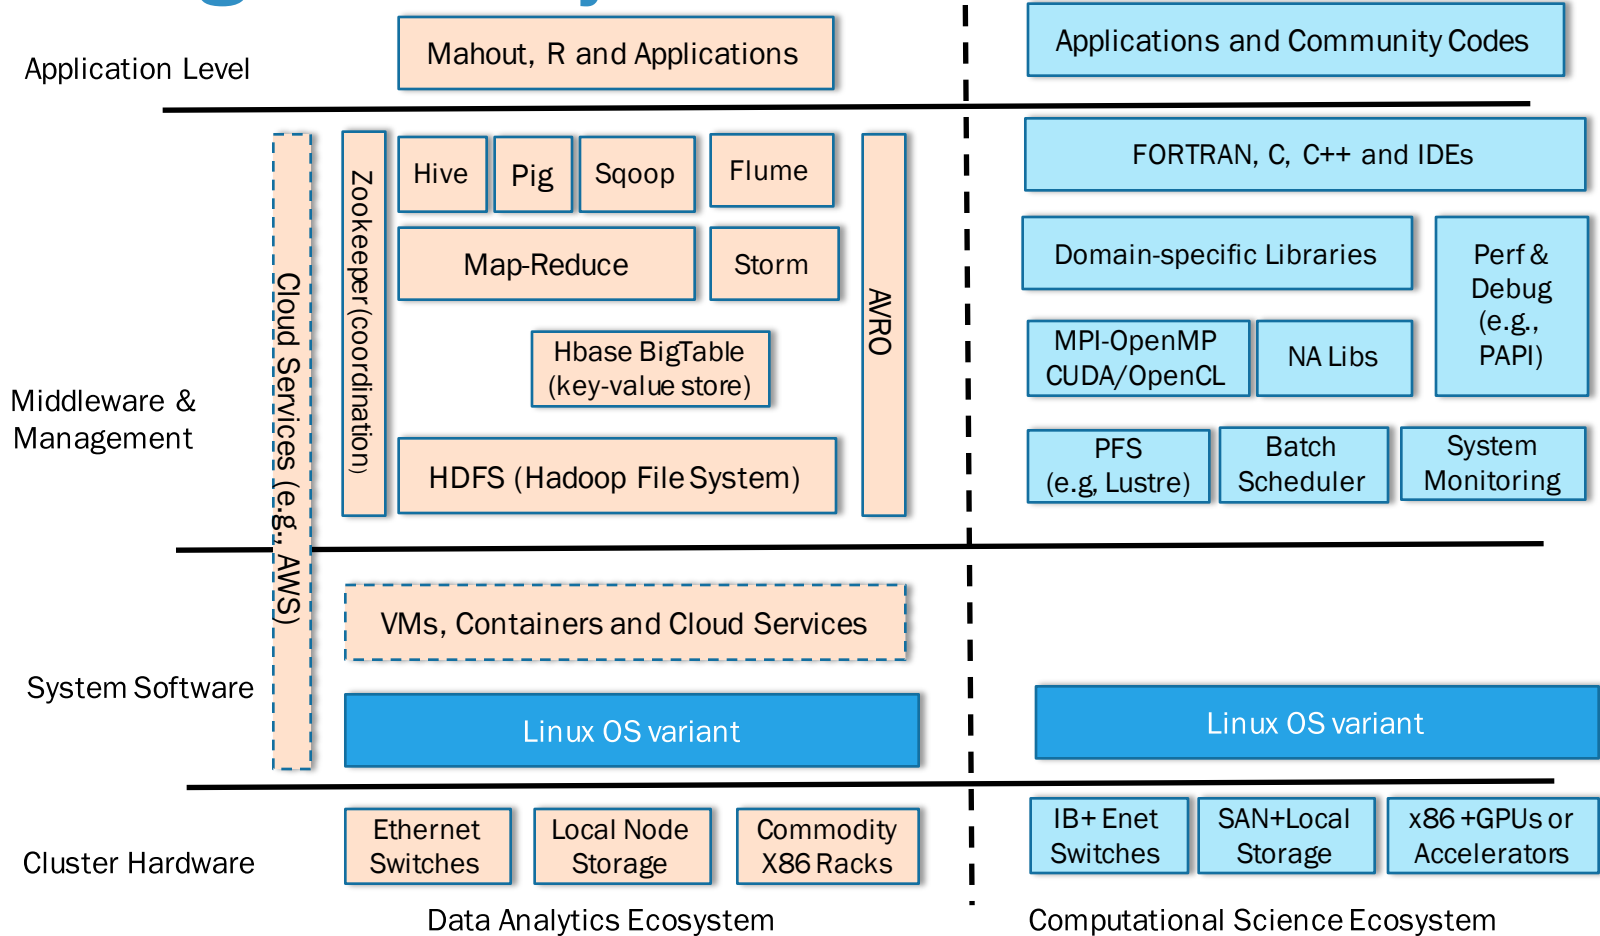 Application Level
Mahout, R and Applications
Applications and Community Codes
Middleware &
Management
Cloud Services (e.g., AWS)
Zookeeper (coordination)
Hive
Pig
Sqoop
Flume
Map-Reduce
Storm
Hbase BigTable
(key-value store)
HDFS (Hadoop File System)
AVRO
FORTRAN, C, C++ and IDEs
Domain-specific Libraries
Perf &
Debug
(e.g.,
PAPI)
MPI-OpenMP
CUDA/OpenCL
NA Libs
PFS
(e.g, Lustre)
Batch
Scheduler
System
Monitoring
System Software
VMs, Containers and Cloud Services
Linux OS variant
Linux OS variant
Cluster Hardware
Ethernet
Switches
Local Node
Storage
Commodity
X86 Racks
IB+ Enet
Switches
SAN+Local
Storage
x86 +GPUs or
Accelerators
Data Analytics Ecosystem
Computational Science Ecosystem